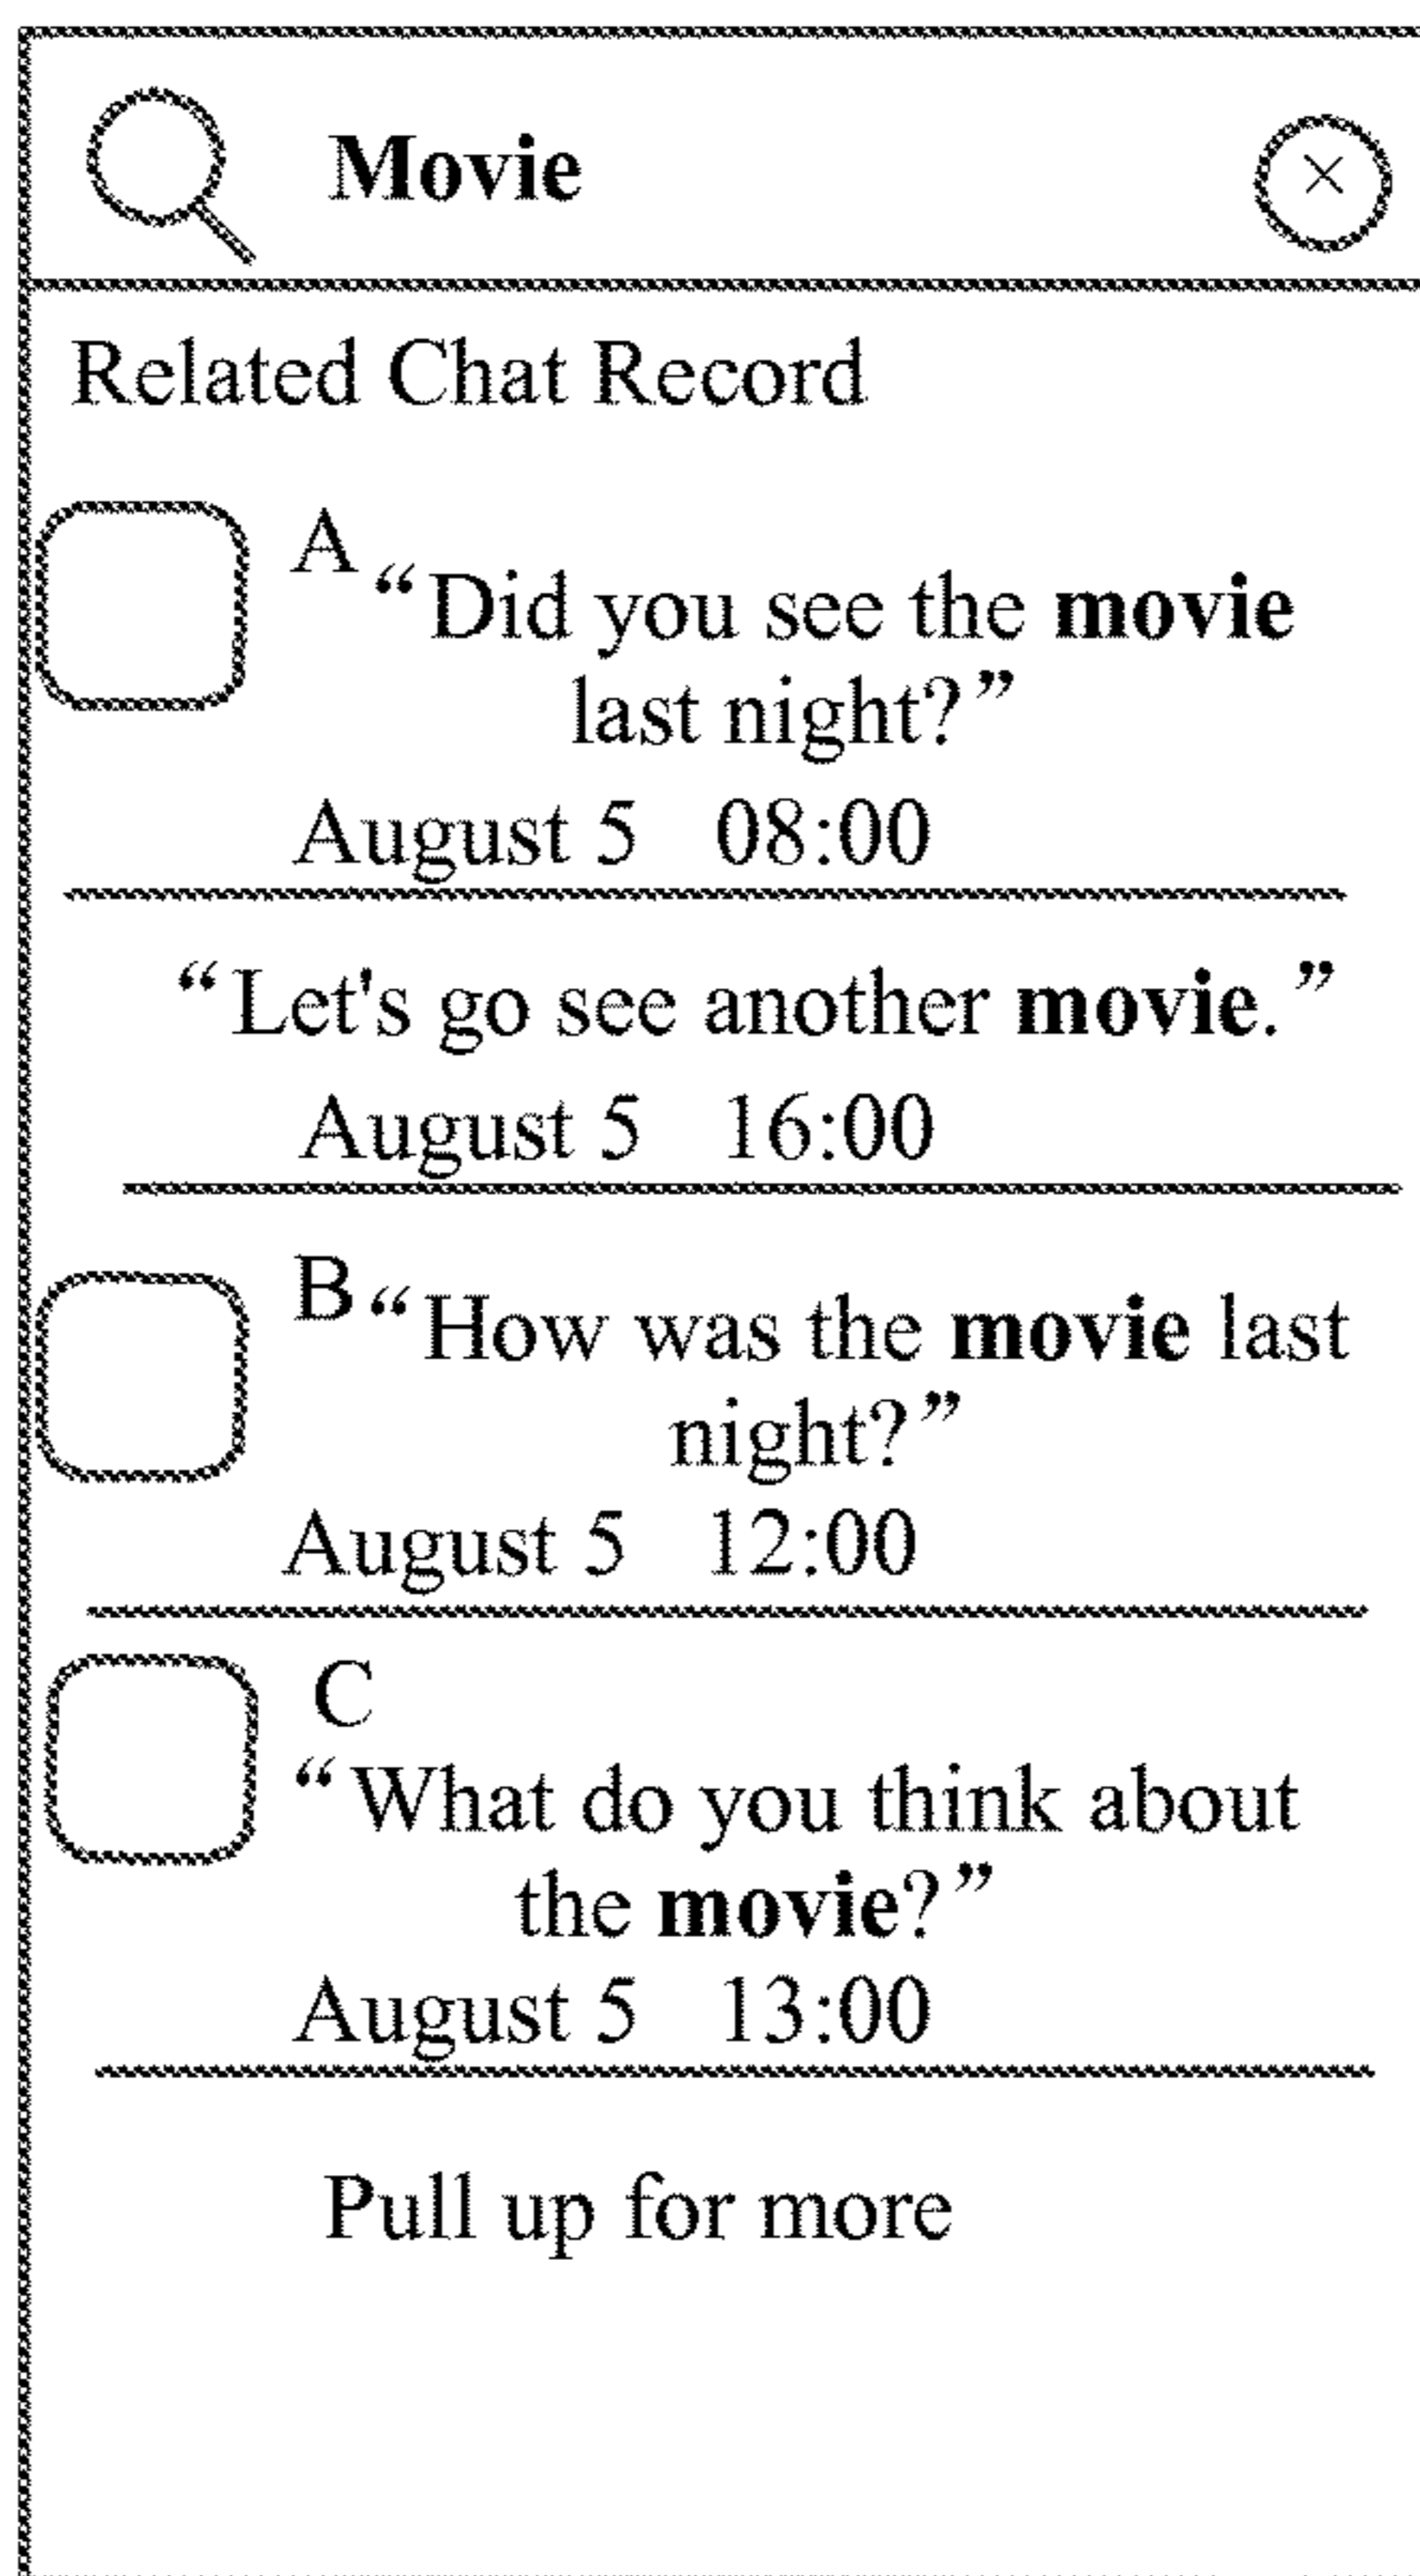 Movie
Related Chat Record
A
“Did you see the movie
last night?”
August 5 08:00
“Let's go see another movie.”
August 5 16:00
B
“How was the movie last
night?”
August 5 12:00
C
“What do you think about
the movie?”
August 5 13:00
Pull up for more